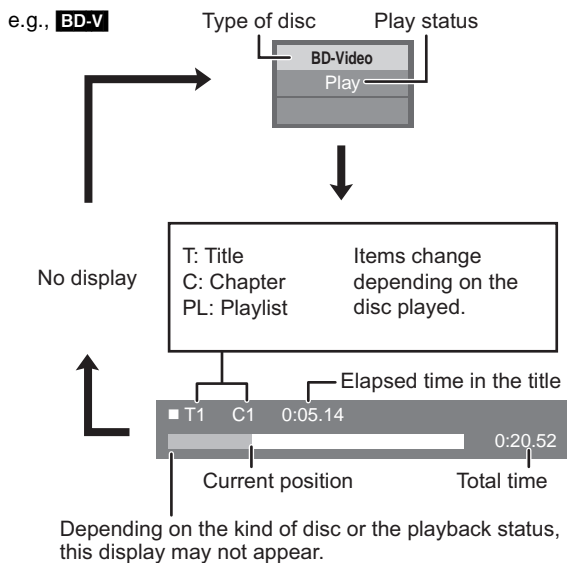 e.g., BD-V
Type of disc
Play status
BD-Video
Play
T: Title
C: Chapter
PL: Playlist
Items change
depending on the
disc played.
No display
Elapsed time in the title
T1 C1 0:05.14
0:20.52
Current position
Total time
Depending on the kind of disc or the playback status,
this display may not appear.